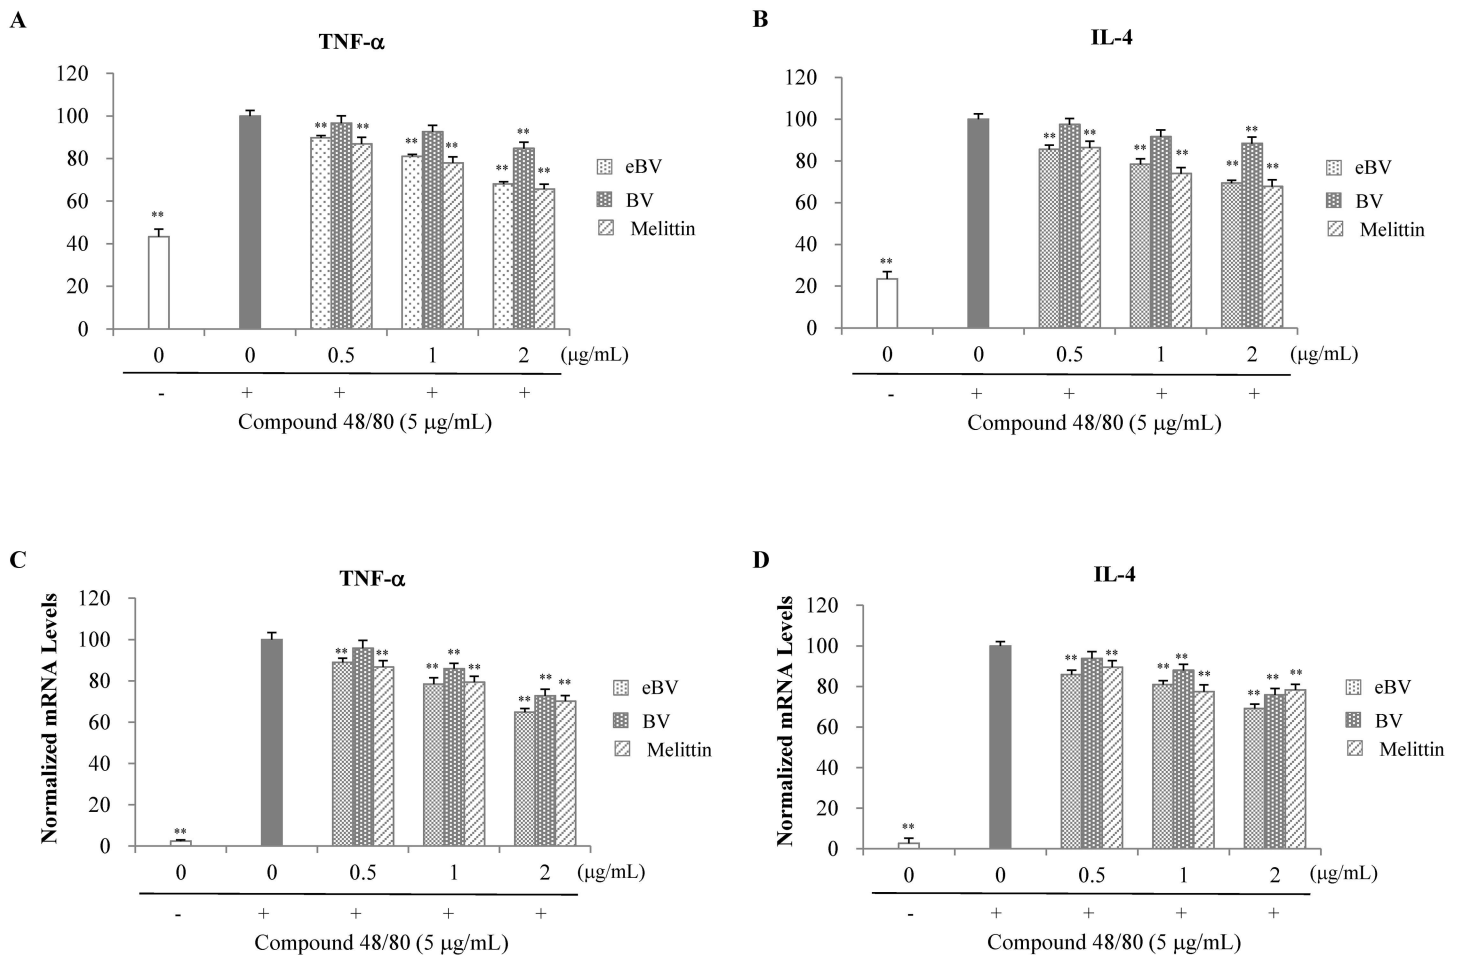 A
TNF-α
120
100
80
60
40
20
0
**
** **
** **
** ** **
eBV
BV
Melittin
0 0 0.5 1 2 (μg/mL)
- + + + +
Compound 48/80 (5 μg/mL)
B
IL-4
120
100
80
60
40
20
0
**
** **
** **
** ** **
eBV
BV
Melittin
0 0 0.5 1 2 (μg/mL)
- + + + +
Compound 48/80 (5 μg/mL)
C
TNF-α
Normalized mRNA Levels
120
100
80
60
40
20
0
**
** **
** ** **
** ** **
eBV
BV
Melittin
0 0 0.5 1 2 (μg/mL)
- + + + +
Compound 48/80 (5 μg/mL)
D
IL-4
Normalized mRNA Levels
120
100
80
60
40
20
0
**
** **
** ** **
** ** **
eBV
BV
Melittin
0 0 0.5 1 2 (μg/mL)
- + + + +
Compound 48/80 (5 μg/mL)